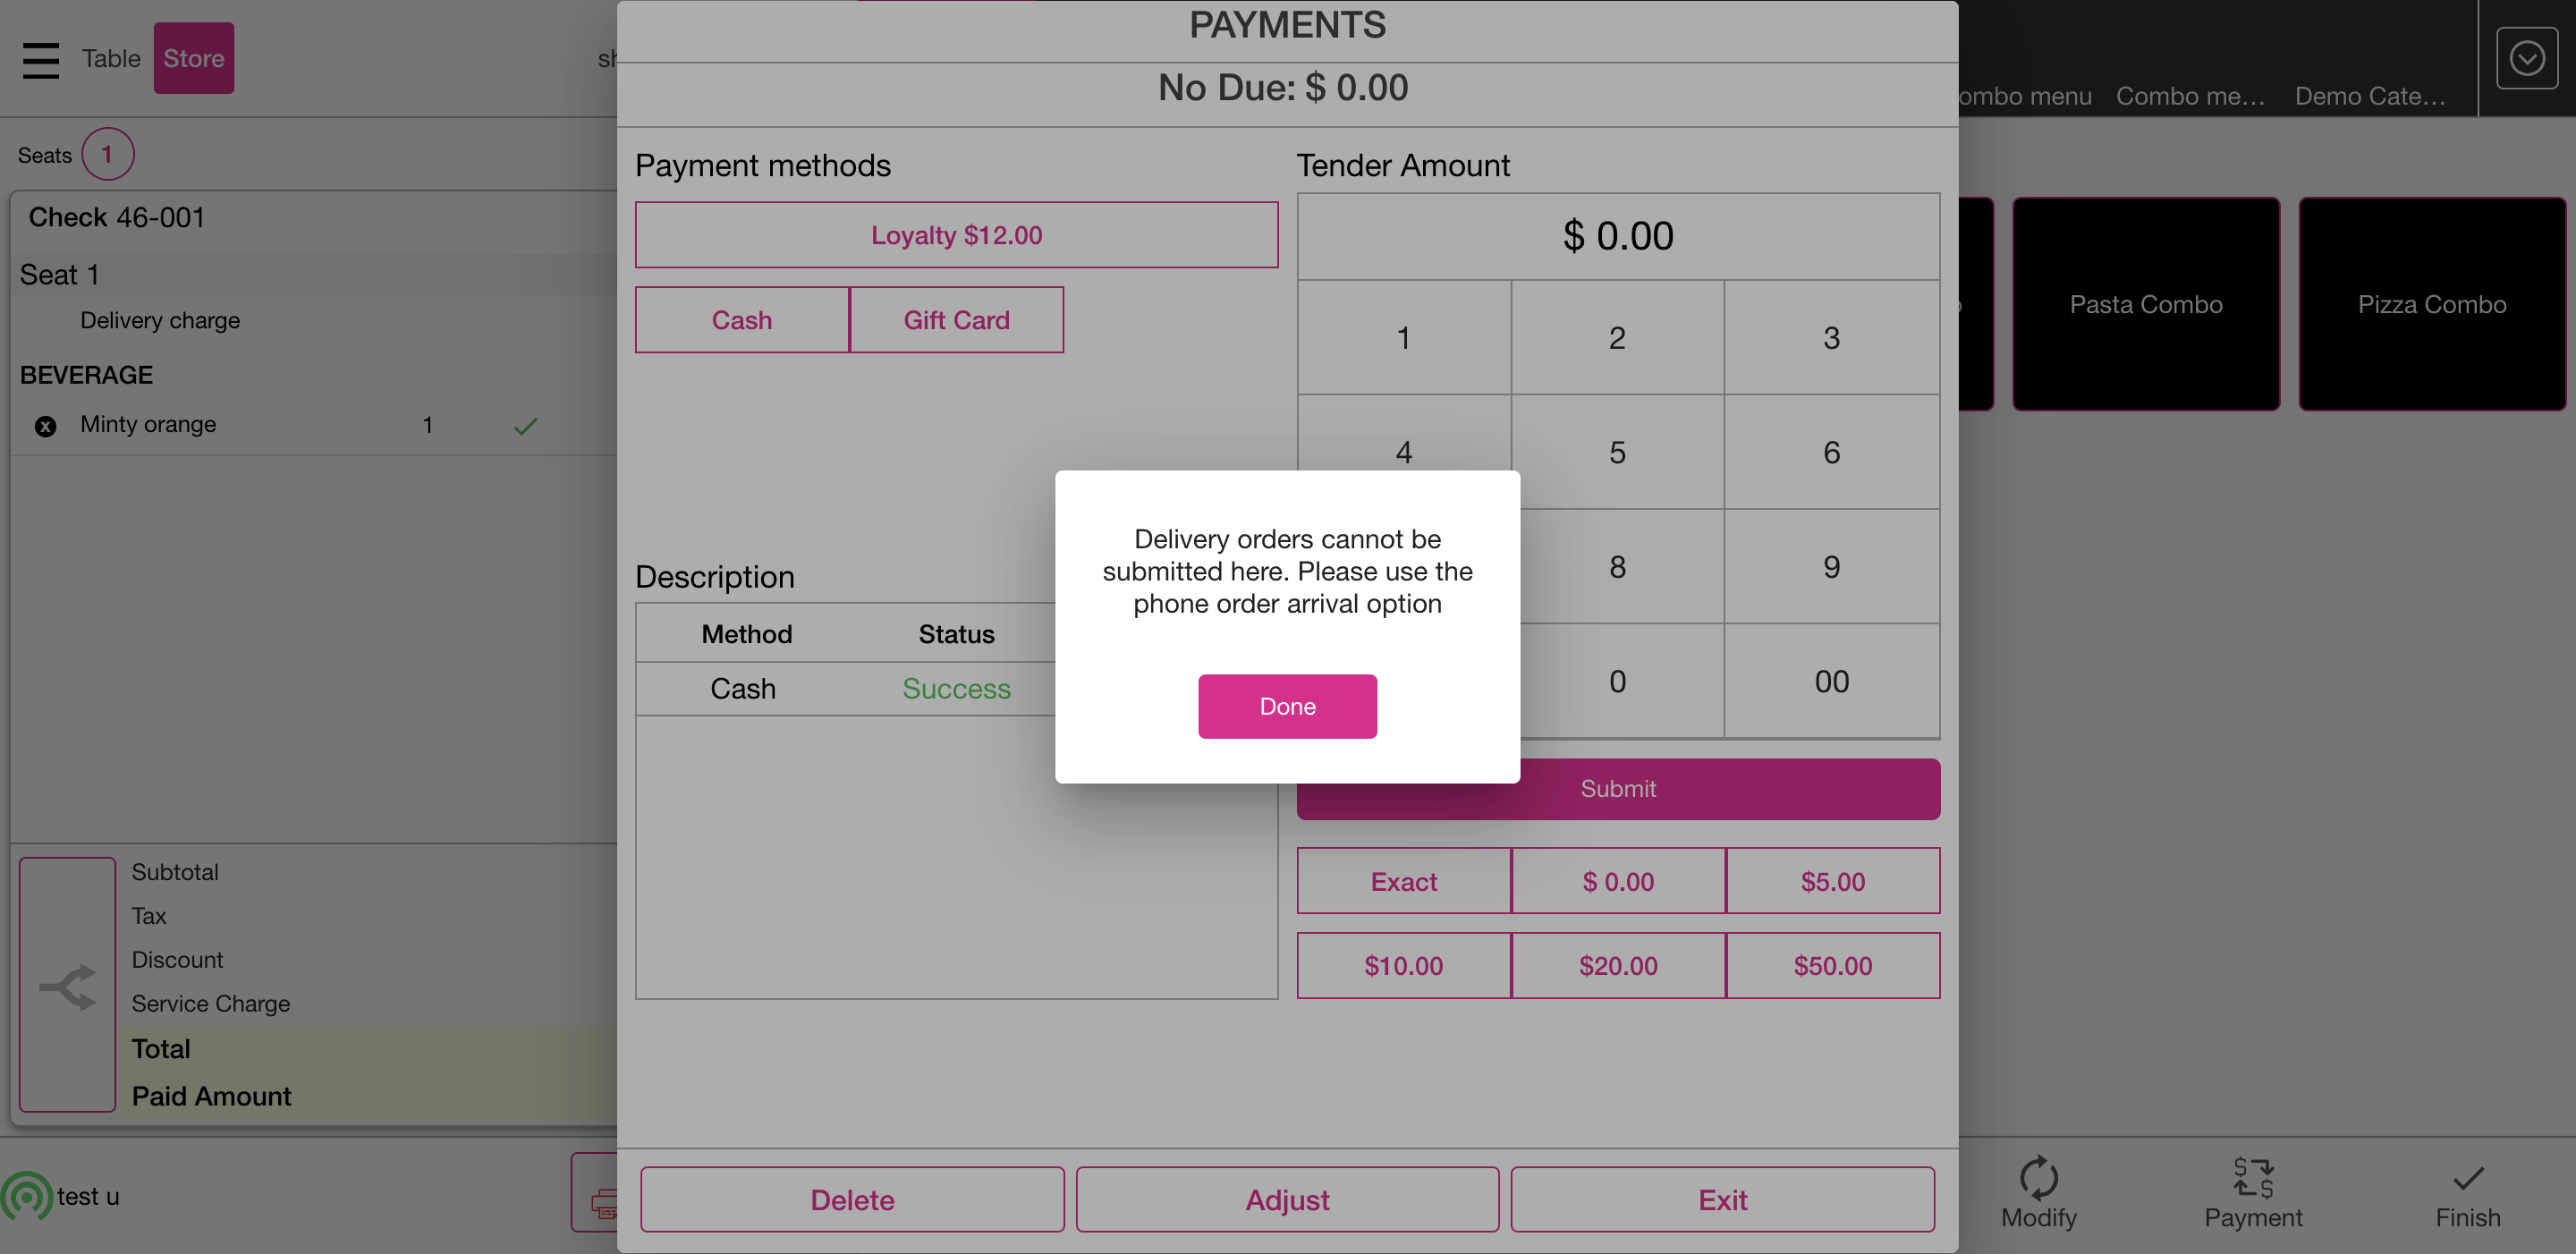 PAYMENTS
No Due: $ 0.00
Table Store
Combo me... Demo Cate...
menu
Seats 1
Check 46-001
Seat 1
Delivery charge
BEVERAGE
x Minty orange 1
Payment methods
Loyalty $12.00
Cash Gift Card
Tender Amount
$ 0.00
1 2 3
4 5 6
8 9
0 00
Pasta Combo
Pizza Combo
Delivery orders cannot be
submitted here. Please use the
phone order arrival option
Done
Description
Method Status
Cash Success
Submit
Exact $ 0.00 $5.00
$10.00 $20.00 $50.00
Subtotal
Tax
Discount
Service Charge
Total
Paid Amount
test u
Delete Adjust Exit
Modify Payment Finish